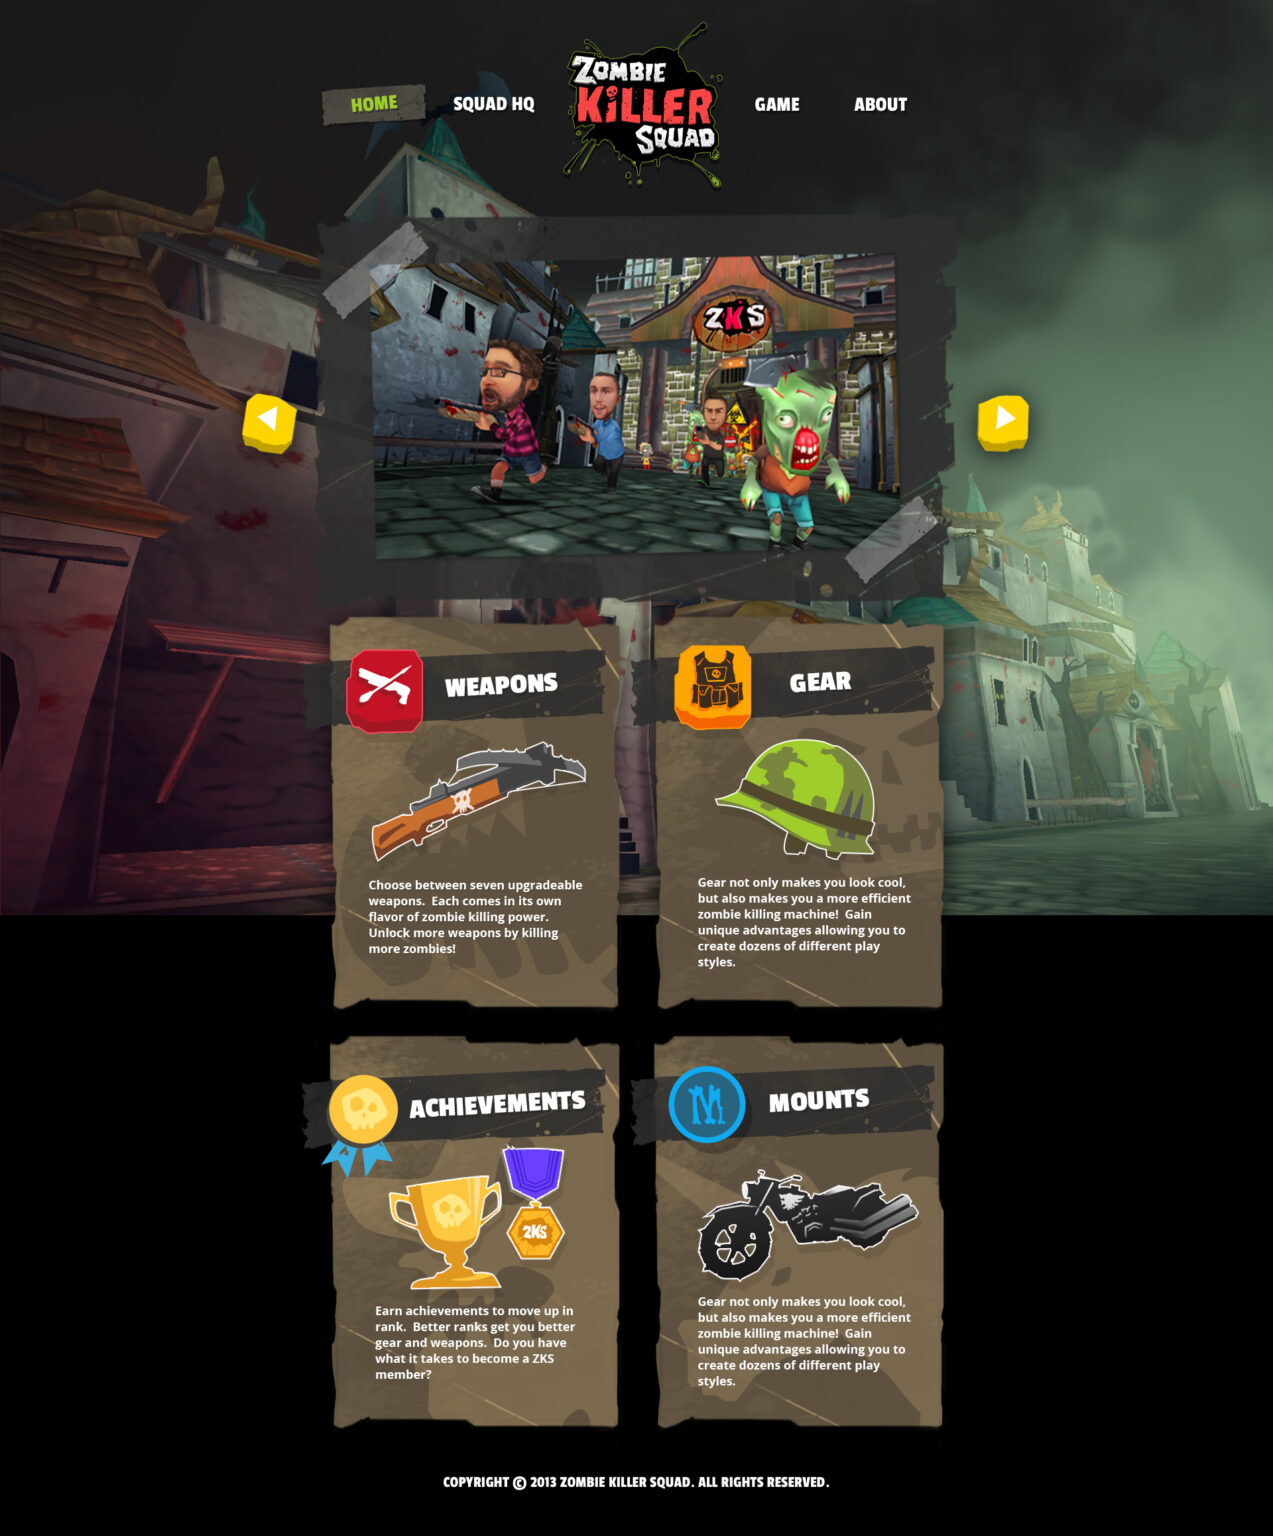 HOME
SQUAD HQ
ZOMBIE
KILLER
SQUAD
GAME
ABOUT
ZKS
WEAPONS
Choose between seven upgradeable
weapons.  Each comes in its own
flavor of zombie killing power.
Unlock more weapons by killing
more zombies!
GEAR
Gear not only makes you look cool,
but also makes you a more efficient
zombie killing machine!  Gain
unique advantages allowing you to
create dozens of different play
styles.
ACHIEVEMENTS
ZKS
Earn achievements to move up in
rank.  Better ranks get you better
gear and weapons.  Do you have
what it takes to become a ZKS
member?
M
MOUNTS
Gear not only makes you look cool,
but also makes you a more efficient
zombie killing machine!  Gain
unique advantages allowing you to
create dozens of different play
styles.
COPYRIGHT © 2013 ZOMBIE KILLER SQUAD. ALL RIGHTS RESERVED.